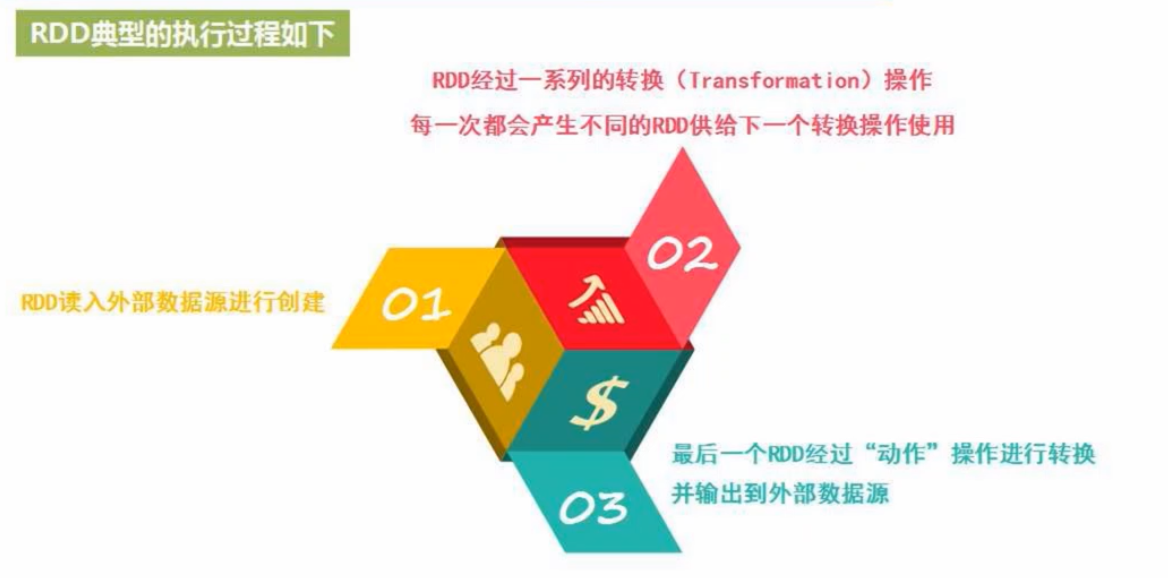 RDD典型的执行过程如下
RDD经过一系列的转换（Transformation）操作
每一次都会产生不同的RDD供给下一个转换操作使用
02
01
RDD读入外部数据源进行创建
$
最后一个RDD经过“动作”操作进行转换
并输出到外部数据源
03